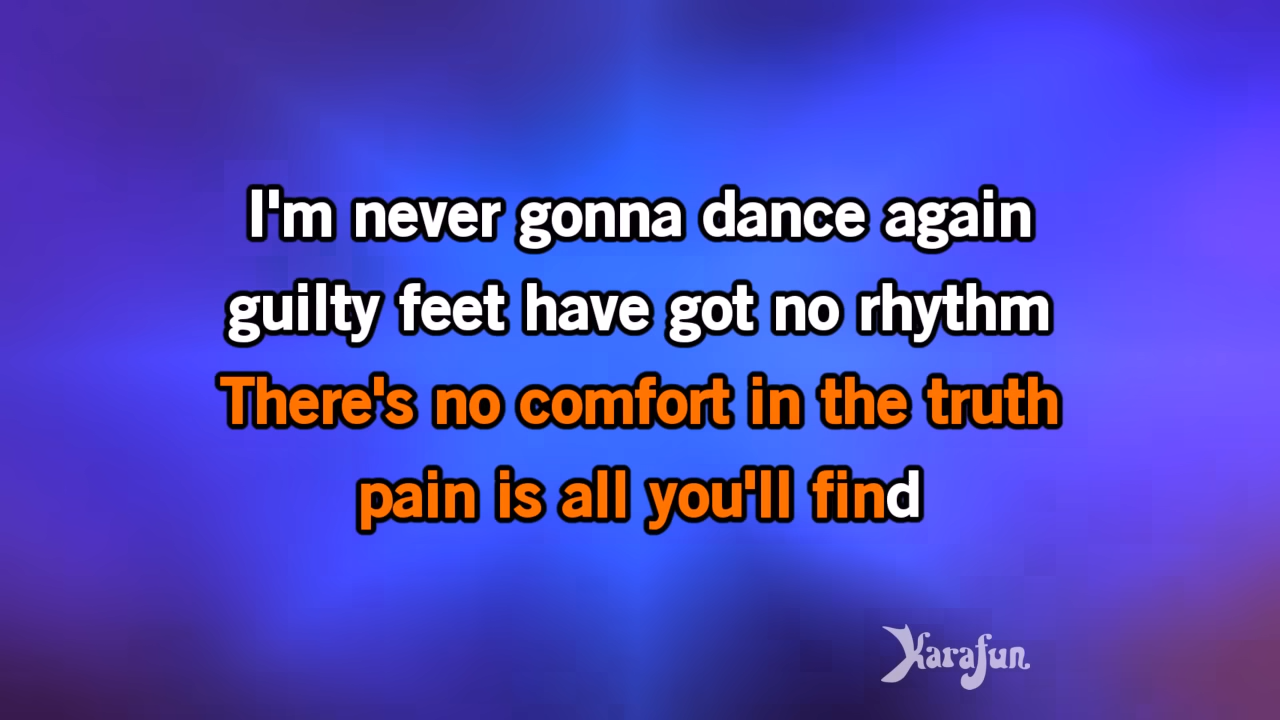 I'm never gonna dance again
guilty feet have got no rhythm
There's no comfort in the truth
pain is all you'll find
Karafun